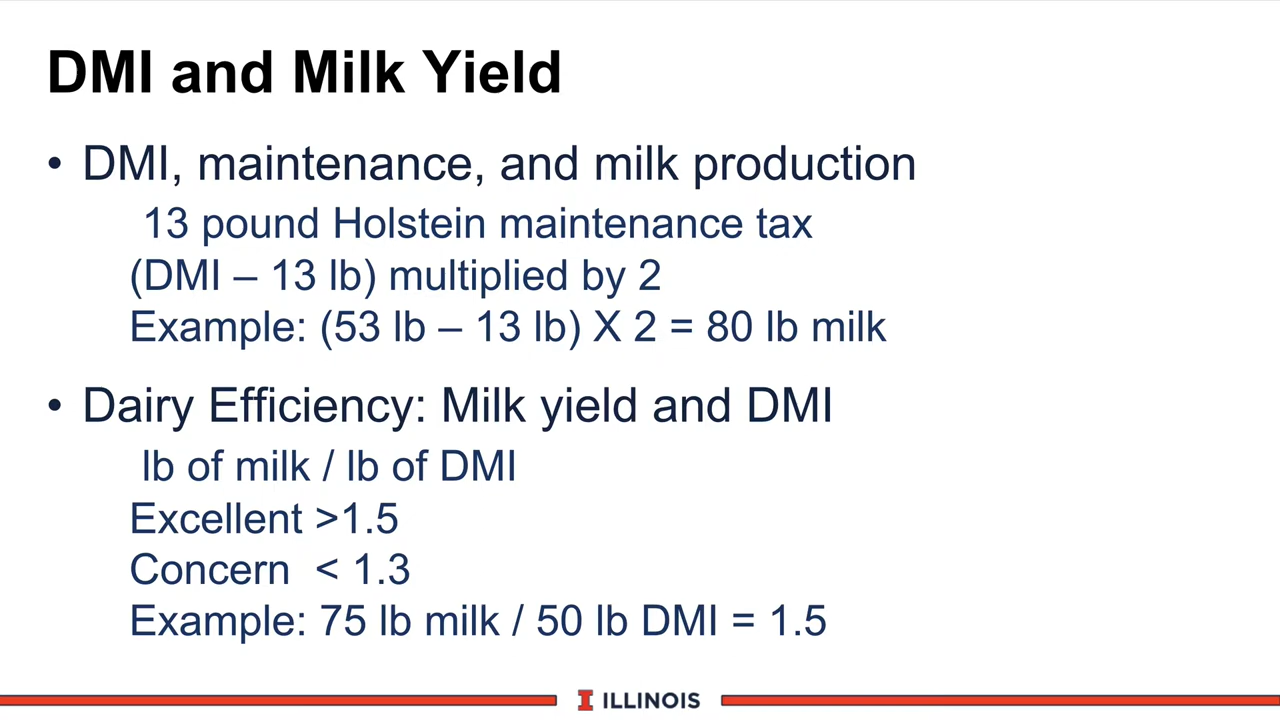 DMI and Milk Yield
• DMI, maintenance, and milk production
13 pound Holstein maintenance tax
(DMI – 13 lb) multiplied by 2
Example: (53 lb – 13 lb) X 2 = 80 lb milk
• Dairy Efficiency: Milk yield and DMI
lb of milk / lb of DMI
Excellent >1.5
Concern < 1.3
Example: 75 lb milk / 50 lb DMI = 1.5
I ILLINOIS